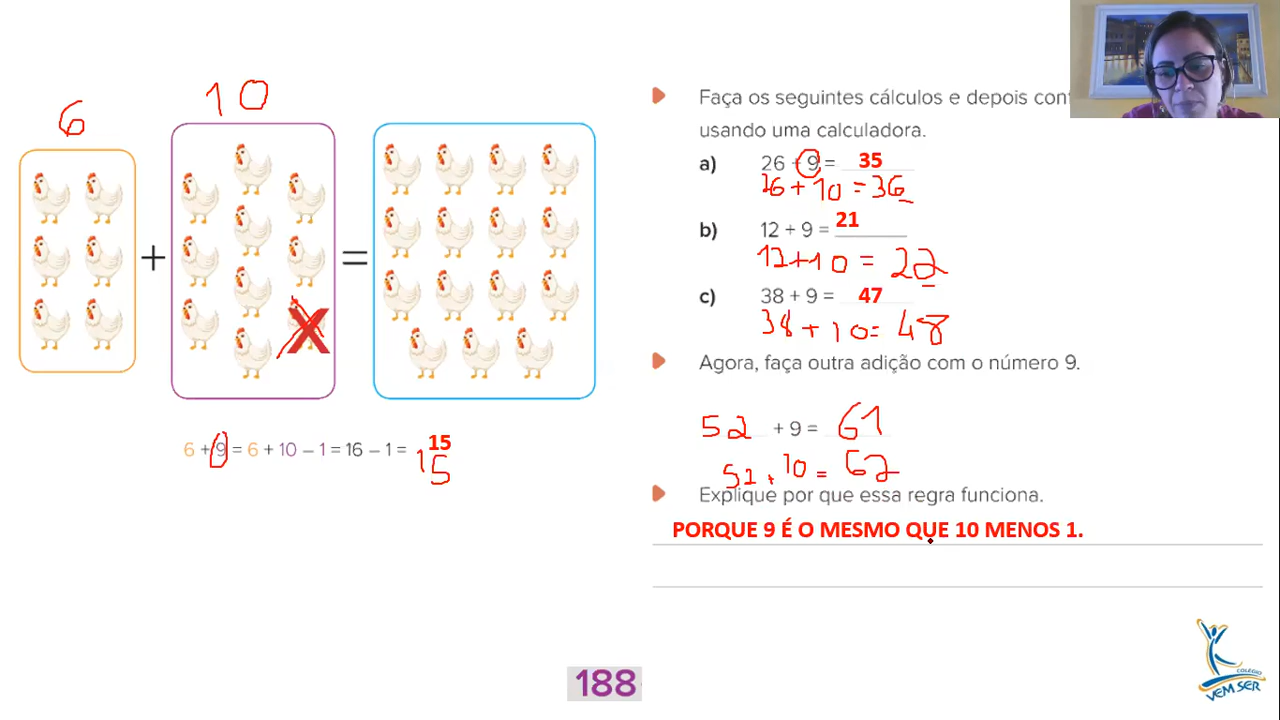 6
10
+
=
6 + 9 = 6 + 10 – 1 = 16 – 1 = 15
15
Faça os seguintes cálculos e depois
usando uma calculadora.
a) 26 + 9 = 35
26+10=36
b) 12 + 9 = 21
12+10=22
c) 38 + 9 = 47
38+10=48
Agora, faça outra adição com o número 9.
52 + 9 = 61
52+10=62
Explique por que essa regra funciona.
PORQUE 9 É O MESMO QUE 10 MENOS 1.
188
COLÉGIO
VEM SER